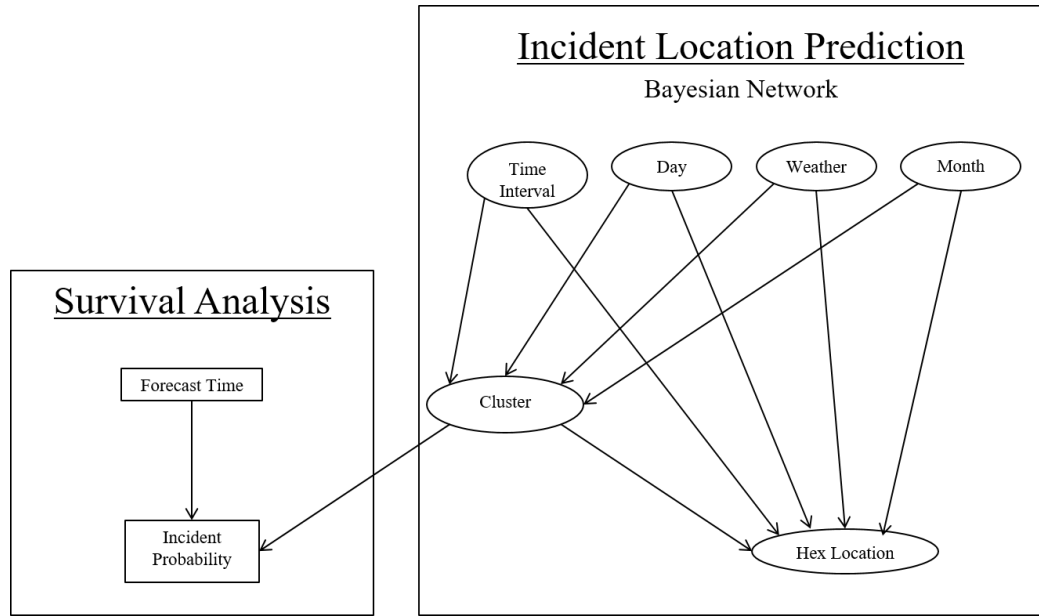 Incident Location Prediction
Bayesian Network
Time
Interval
Day
Weather
Month
Survival Analysis
Forecast Time
Cluster
Incident
Probability
Hex Location